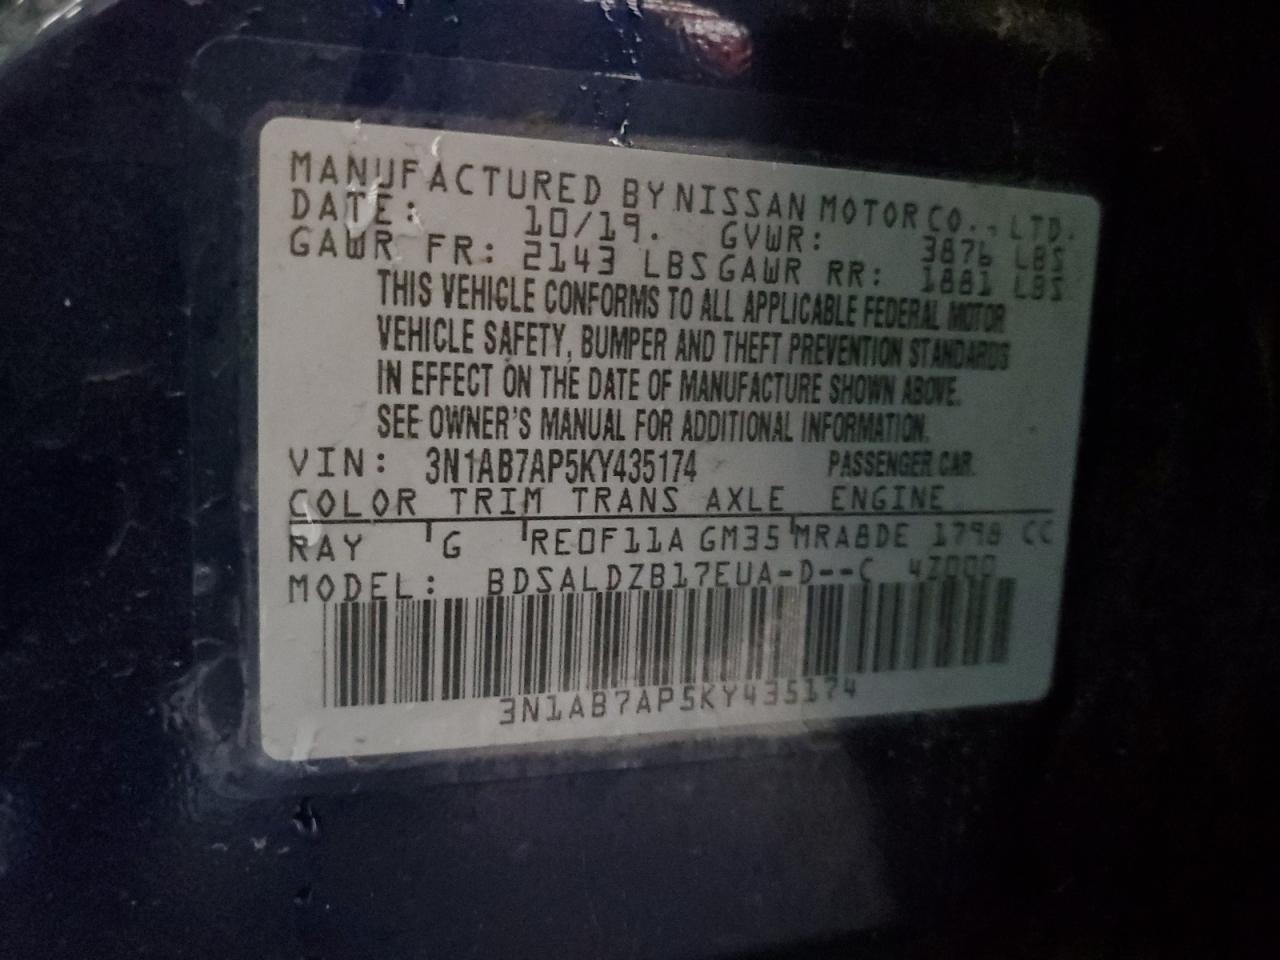 MANUFACTURED BY NISSAN MOTOR CO., LTD.
DATE: 10/19. GVWR: 3876 LBS
GAWR FR: 2143 LBS GAWR RR: 1881 LBS
THIS VEHICLE CONFORMS TO ALL APPLICABLE FEDERAL MOTOR
VEHICLE SAFETY, BUMPER AND THEFT PREVENTION STANDARDS
IN EFFECT ON THE DATE OF MANUFACTURE SHOWN ABOVE.
SEE OWNER'S MANUAL FOR ADDITIONAL INFORMATION.
VIN: 3N1AB7AP5KY435174 PASSENGER CAR.
COLOR TRIM TRANS AXLE ENGINE
RAY G RE0F11A GM35 MRA8DE 1798 CC
MODEL: BDSALDZB17EUA-D--C 4Z000
3N1AB7AP5KY435174